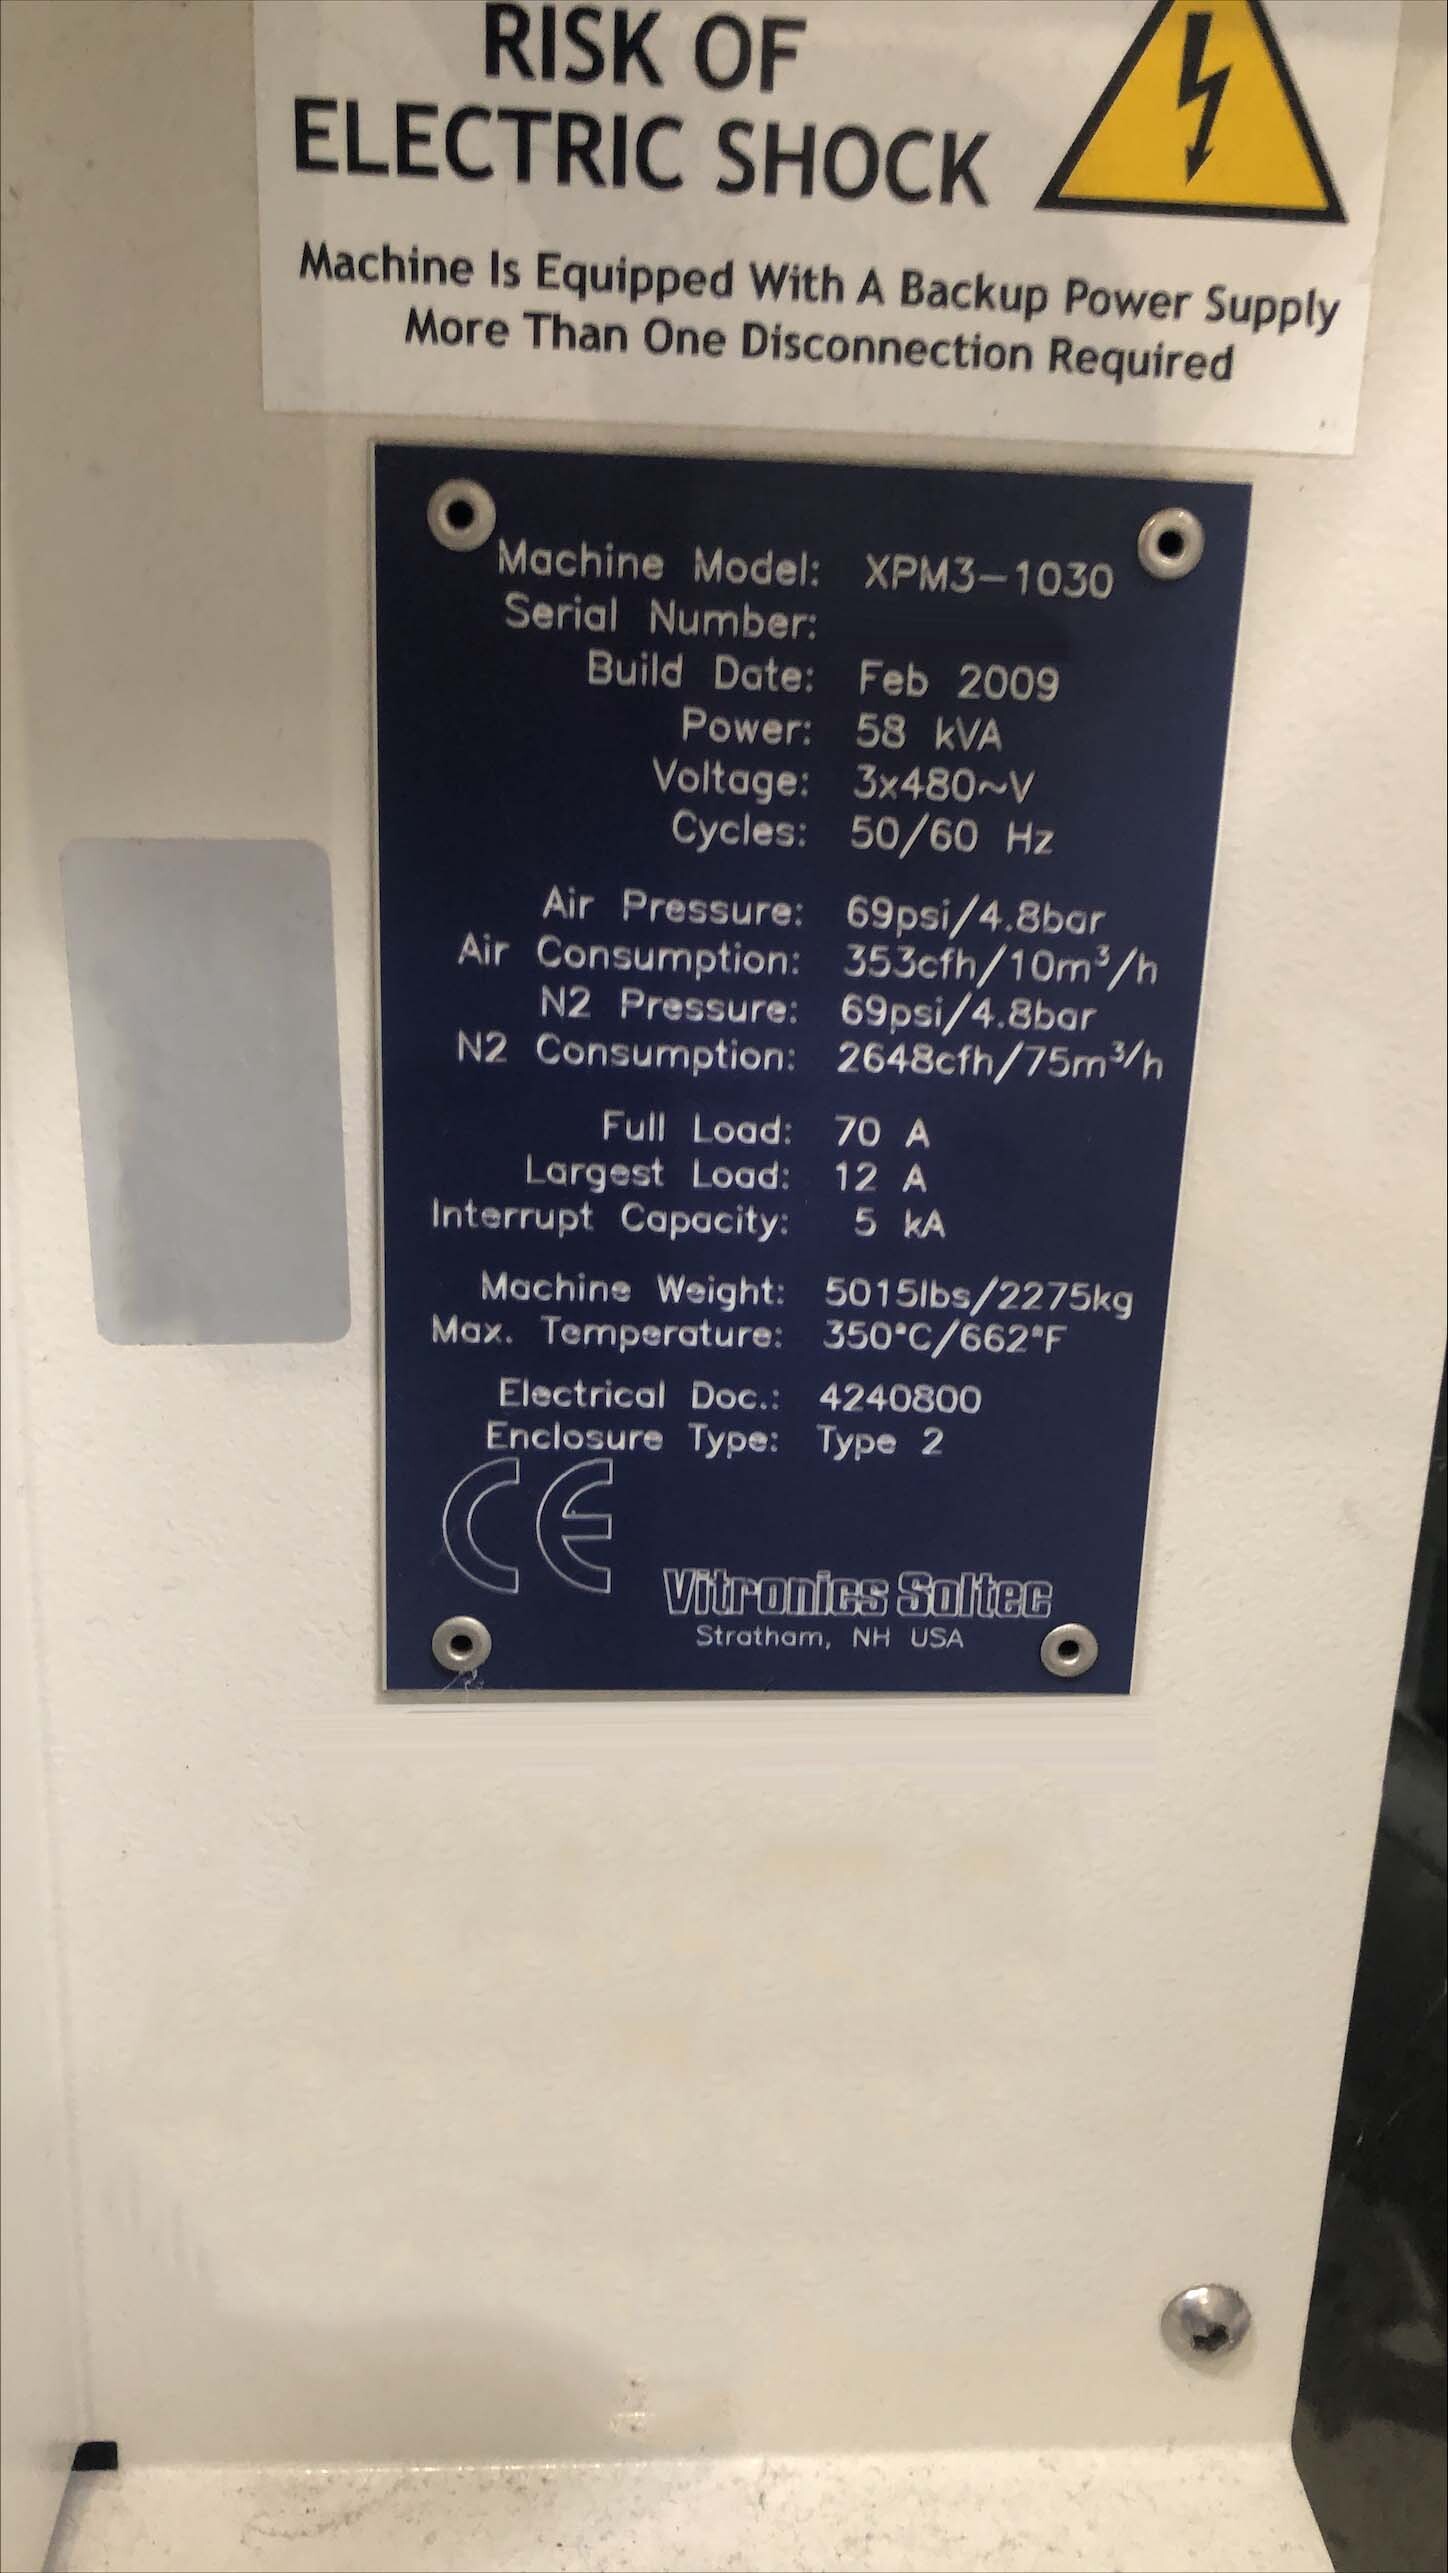 RISK OF
ELECTRIC SHOCK
Machine Is Equipped With A Backup Power Supply
More Than One Disconnection Required
Machine Model: XPM3-1030
Serial Number:
Build Date: Feb 2009
Power: 58 kVA
Voltage: 3x480~V
Cycles: 50/60 Hz
Air Pressure: 69psi/4.8bar
Air Consumption: 353cfh/10m³/h
N2 Pressure: 69psi/4.8bar
N2 Consumption: 2648cfh/75m³/h
Full Load: 70 A
Largest Load: 12 A
Interrupt Capacity: 5 kA
Machine Weight: 5015lbs/2275kg
Max. Temperature: 350°C/662°F
Electrical Doc.: 4240800
Enclosure Type: Type 2
CE
Vitronics Soltec
Stratham, NH USA